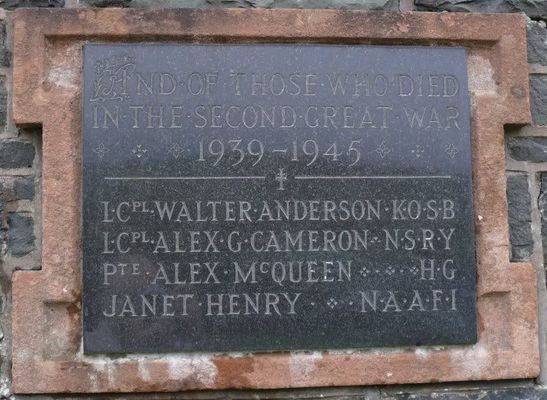 AND·OF·THOSE·WHO·DIED
IN·THE·SECOND·GREAT·WAR
1939-1945
L·CPL·WALTER·ANDERSON·K·O·S·B
L·CPL·ALEX·G·CAMERON·N·S·R·Y
PTE·ALEX·MCQUEEN····H·G
JANET·HENRY···N·A·A·F·I